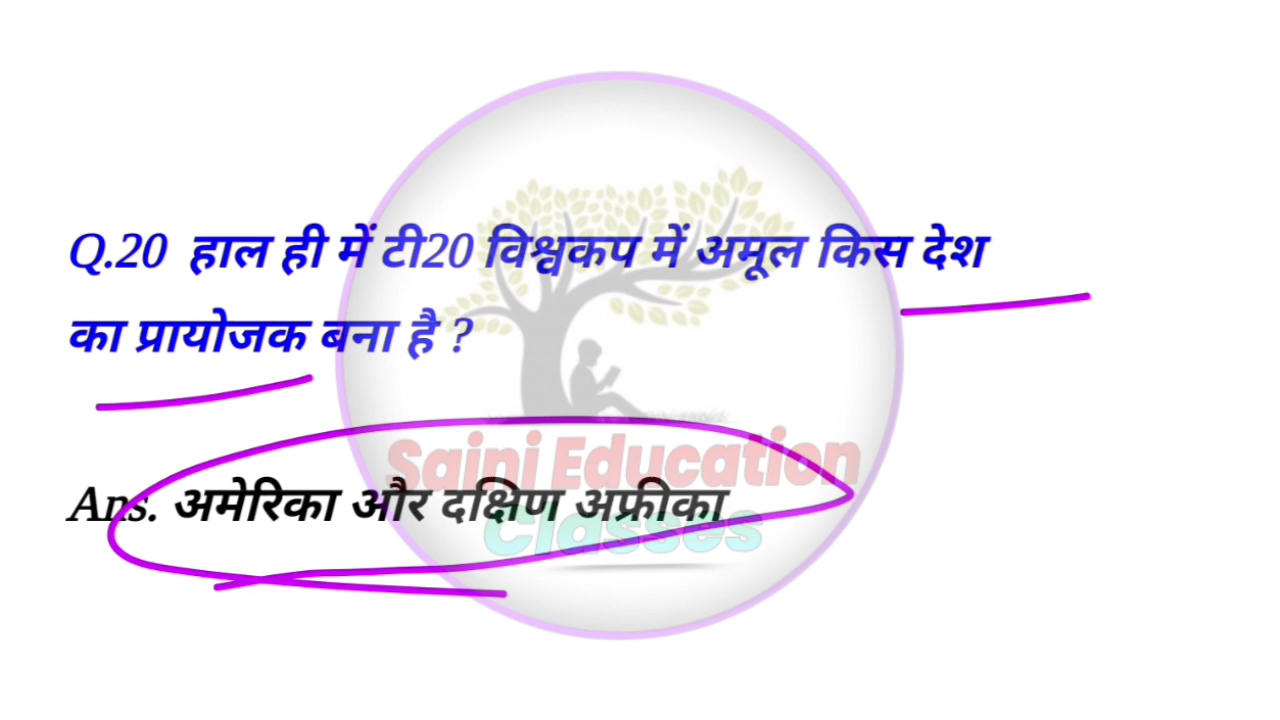 Q.20 हाल ही में टी20 विश्वकप में अमूल किस देश
का प्रायोजक बना है ?
Saini Education
Ans. अमेरिका और दक्षिण अफ्रीका
Classes